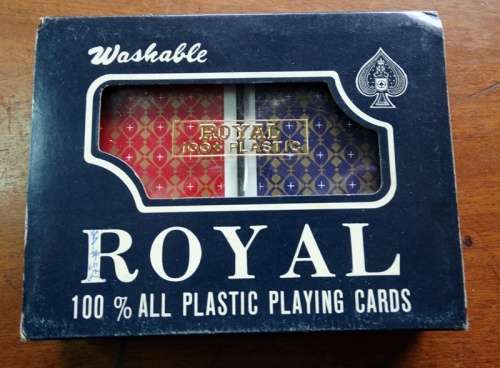 Washable
ROYAL
100% PLASTIC
ROYAL
100 % ALL PLASTIC PLAYING CARDS